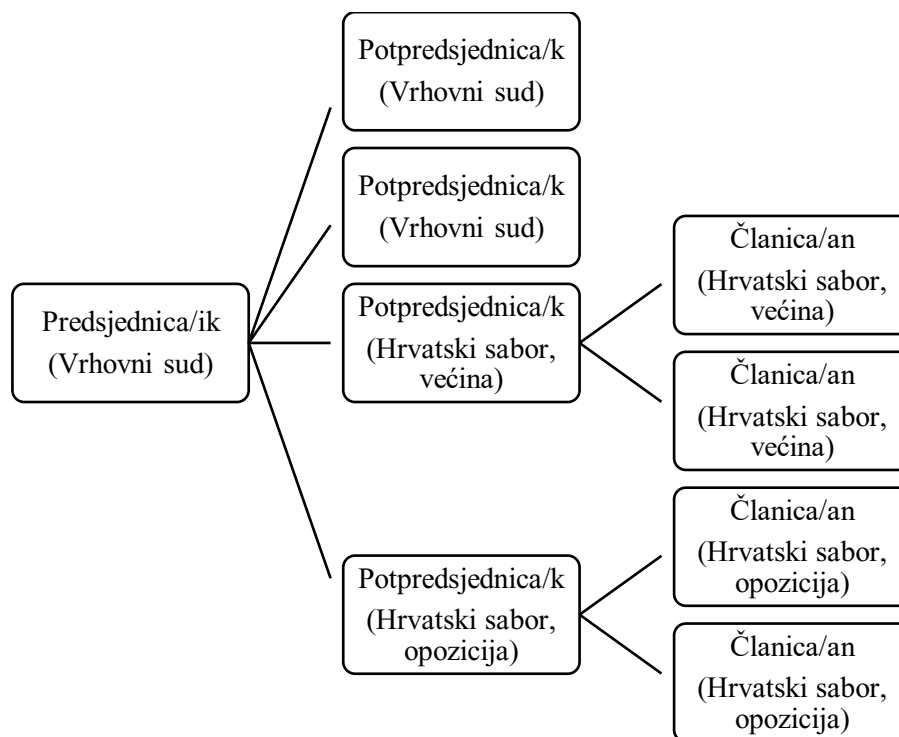 Potpredsjednica/k
(Vrhovni sud)
Potpredsjednica/k
(Vrhovni sud)
Predsjednica/ik
(Vrhovni sud)
Potpredsjednica/k
(Hrvatski sabor,
većina)
Članica/an
(Hrvatski sabor,
većina)
Članica/an
(Hrvatski sabor,
većina)
Potpredsjednica/k
(Hrvatski sabor,
opozicija)
Članica/an
(Hrvatski sabor,
opozicija)
Članica/an
(Hrvatski sabor,
opozicija)